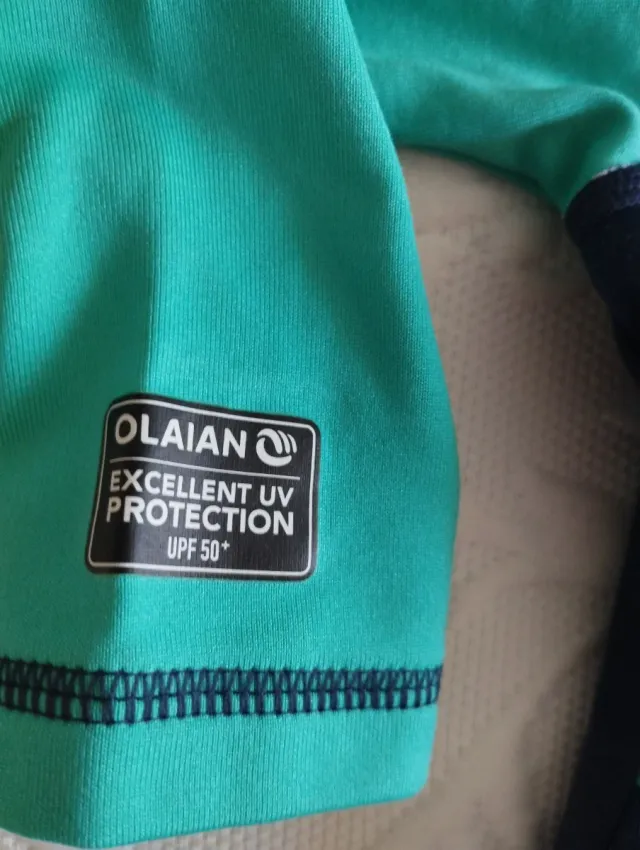 OLAIAN
EXCELLENT UV
PROTECTION
UPF 50+